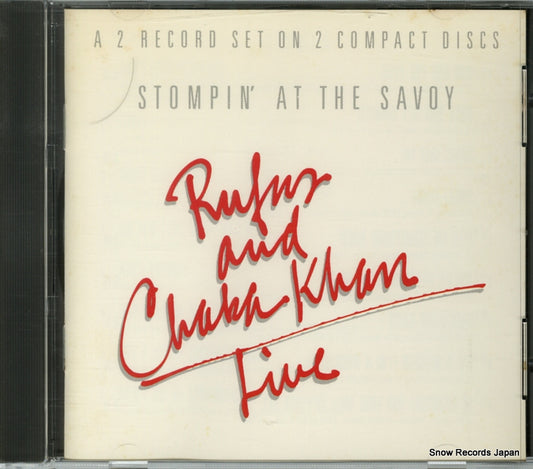 A 2 RECORD SET ON 2 COMPACT DISCS
STOMPIN' AT THE SAVOY
Rufus
and
Chaka Khan
Live
Snow Records Japan